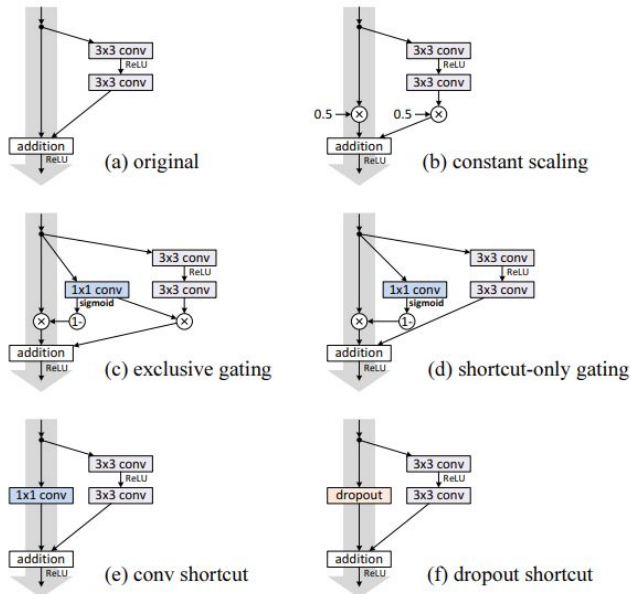 3x3 conv
ReLU
3x3 conv
addition
ReLU
(a) original
3x3 conv
ReLU
3x3 conv
0.5
0.5
addition
ReLU
(b) constant scaling
3x3 conv
ReLU
1x1 conv
3x3 conv
sigmoid
1-
addition
ReLU
(c) exclusive gating
3x3 conv
ReLU
1x1 conv
3x3 conv
sigmoid
1-
addition
ReLU
(d) shortcut-only gating
3x3 conv
ReLU
1x1 conv
3x3 conv
addition
ReLU
(e) conv shortcut
3x3 conv
ReLU
dropout
3x3 conv
addition
ReLU
(f) dropout shortcut